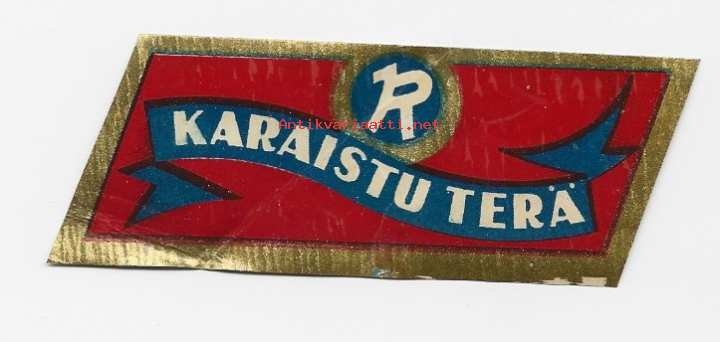 R
Antikvariaatti.net
KARAISTU TERÄ